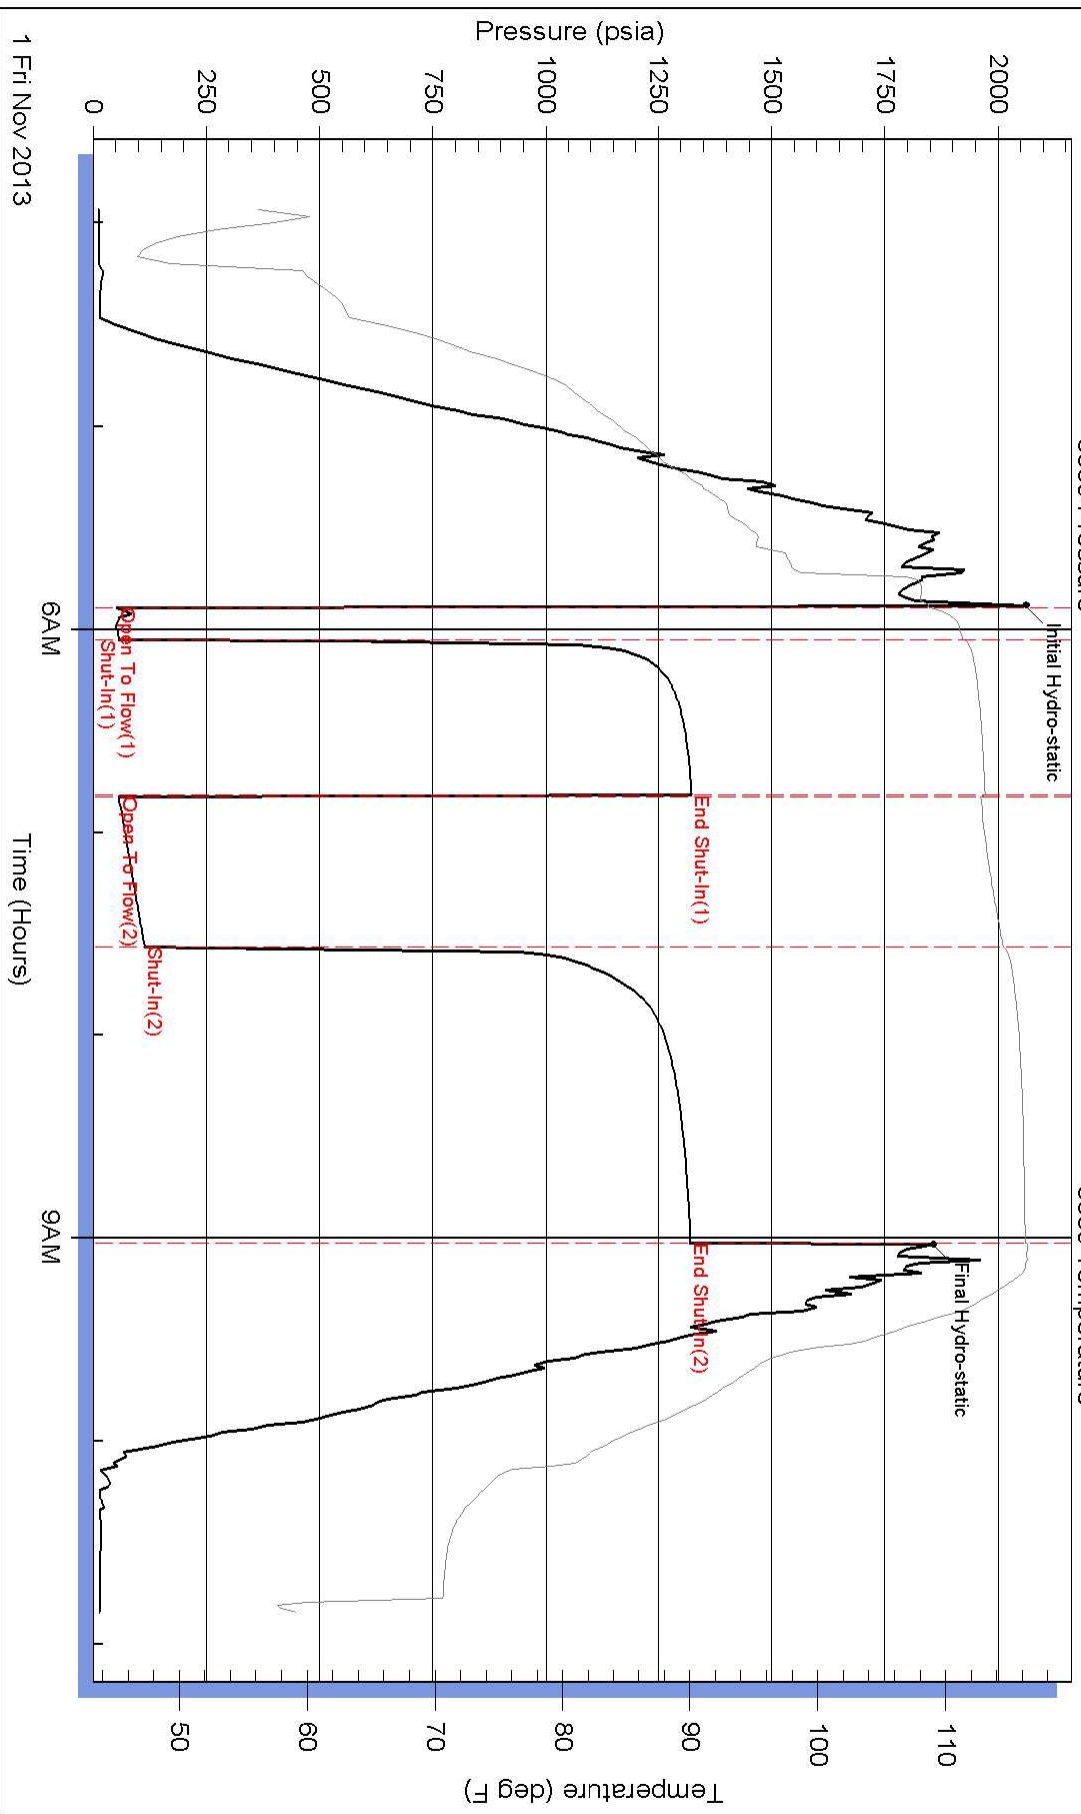 Pressure (psia)
2000
1750
1500
1250
1000
750
500
250
0
Initial Hydro-static
Open To Flow(1)
Shut-In(1)
End Shut-In(1)
Open To Flow(2)
Shut-In(2)
End Shut-In(2)
Final Hydro-static
110
100
90
80
70
60
50
Temperature (deg F)
6AM
9AM
1 Fri Nov 2013
Time (Hours)